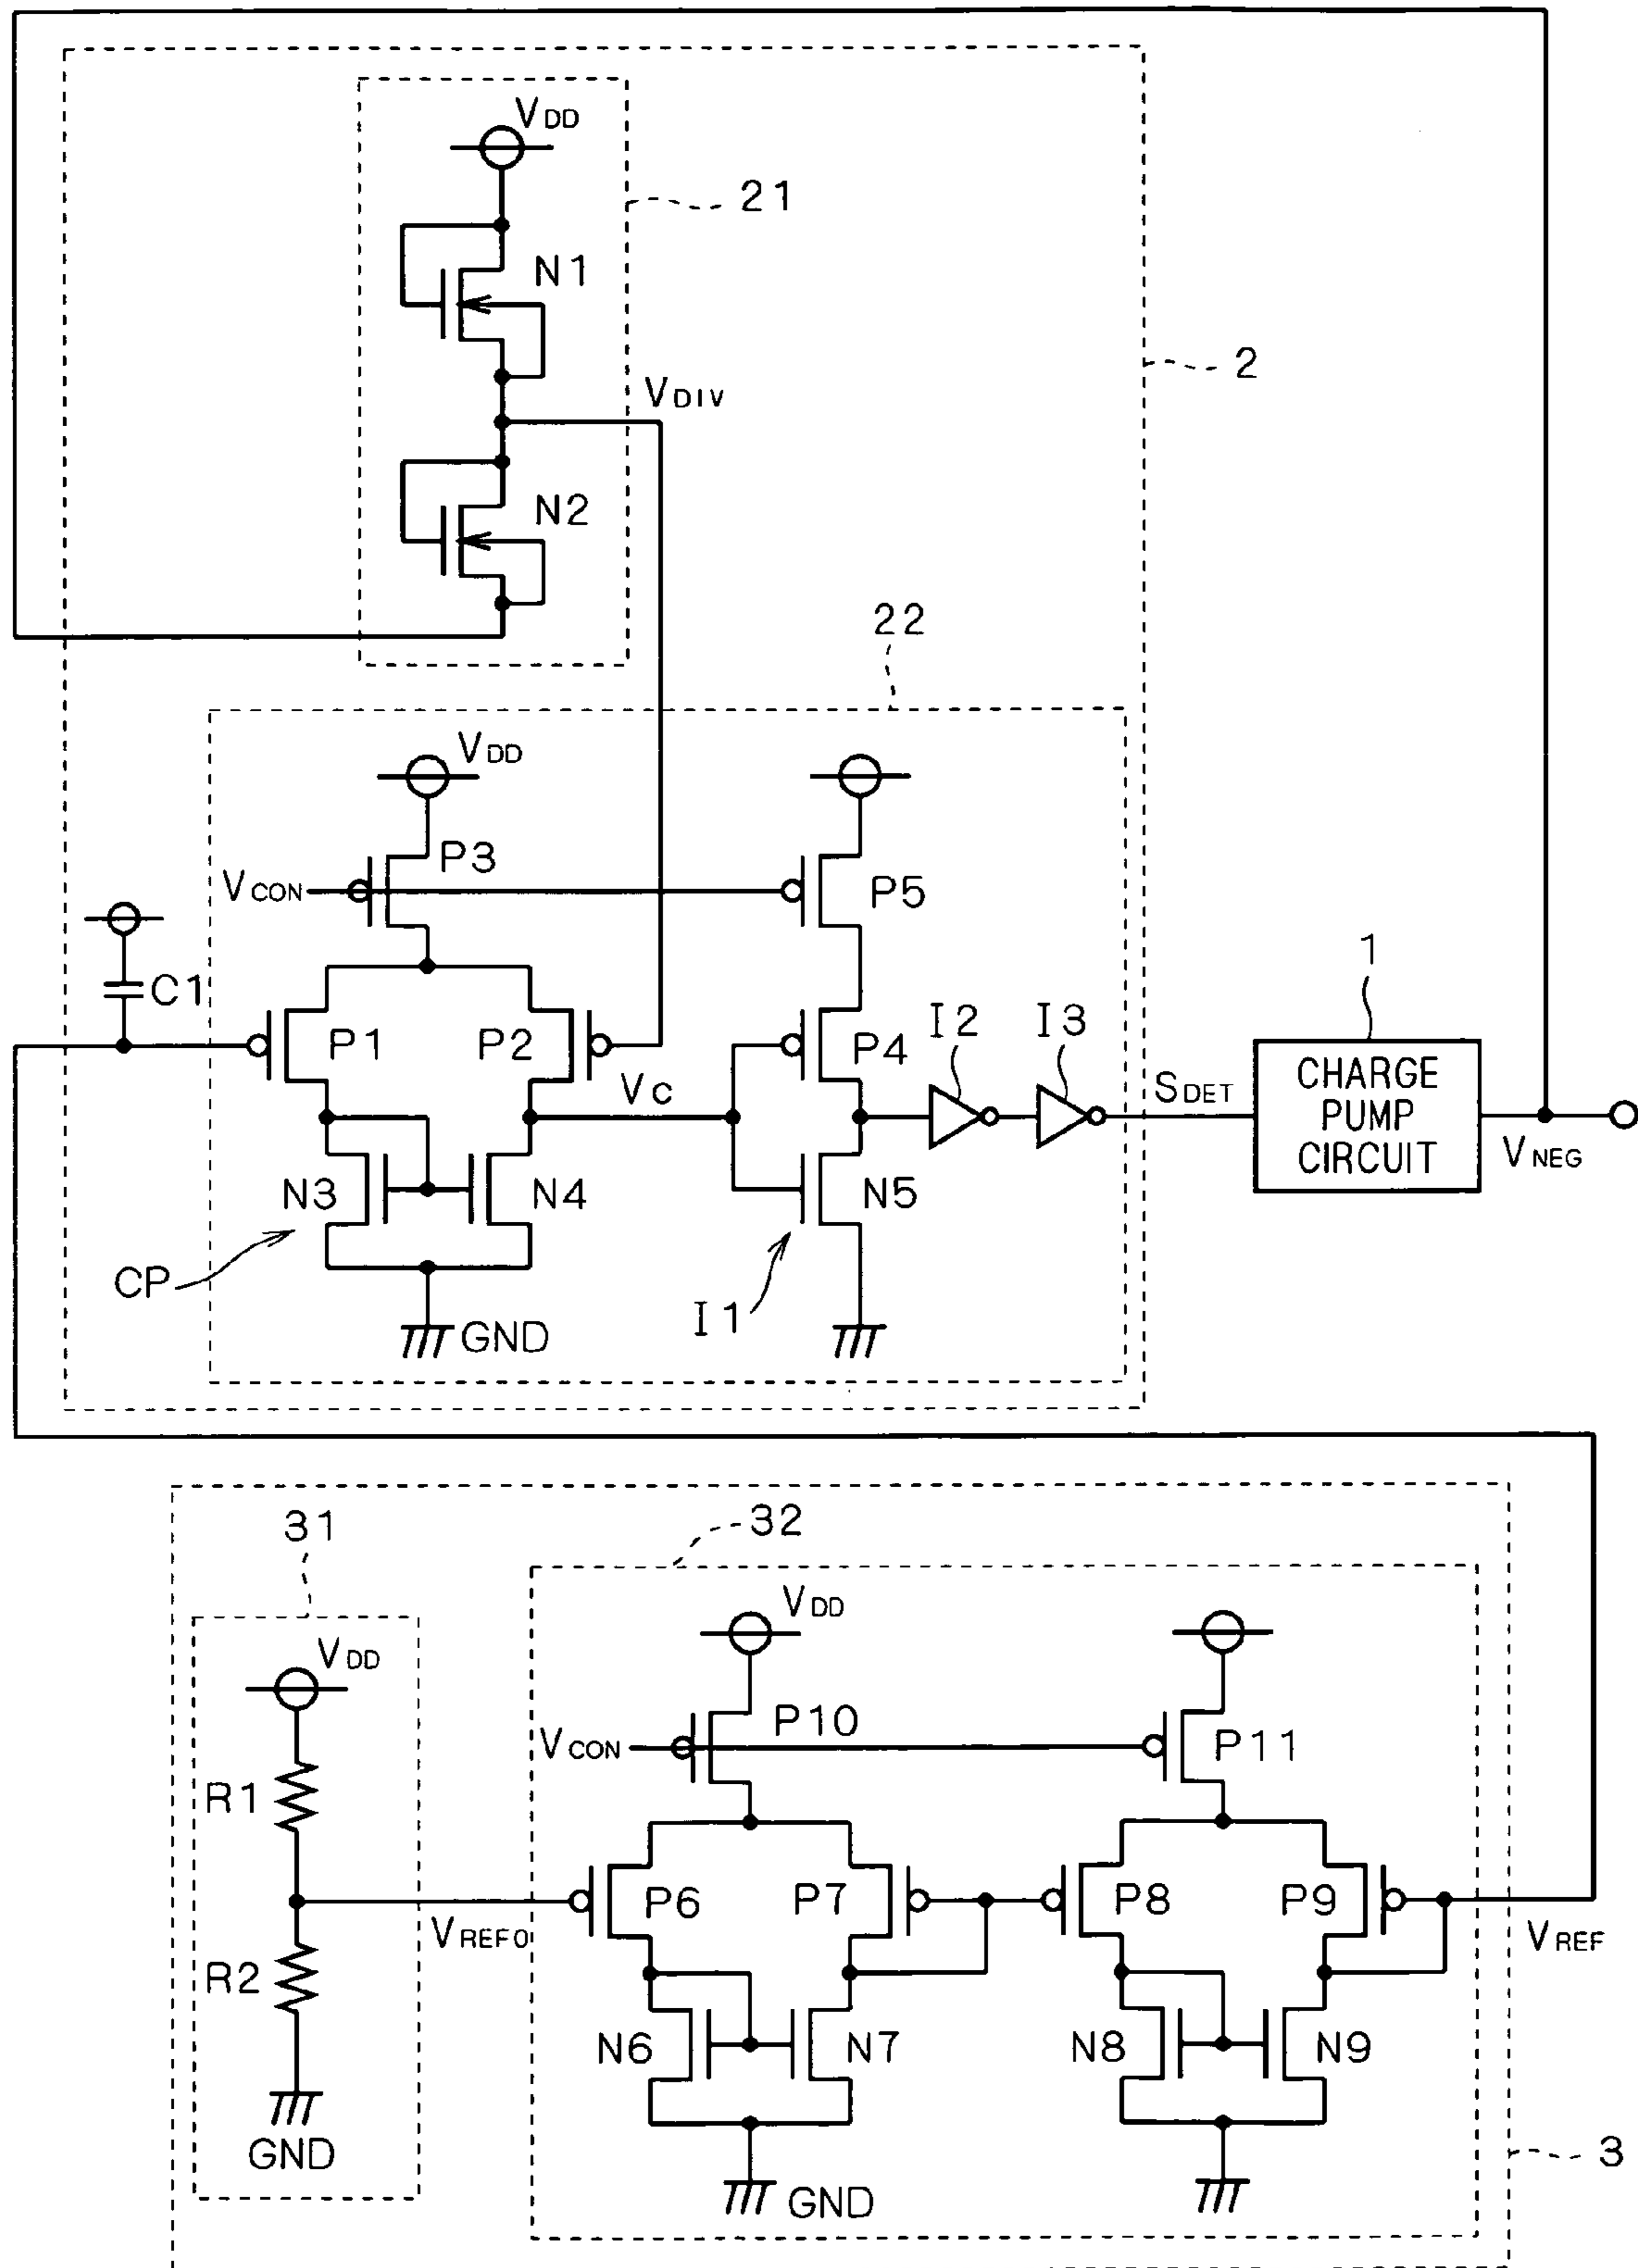 VDD
21
N1
2
VDIV
N2
22
VDD
P3
VCON
P5
1
C1
I2
I3
P1
P2
P4
CHARGE
PUMP
CIRCUIT
SDET
VC
VNEG
N3
N4
N5
CP
I1
GND
31
32
VDD
VDD
P10
VCON
P11
R1
P6
P7
P8
P9
VREF0
VREF
R2
N6
N7
N8
N9
GND
3
GND